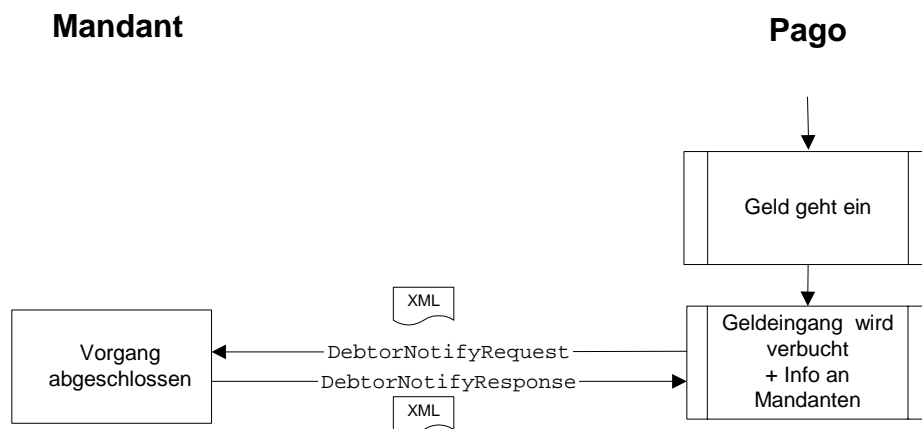 Mandant
Pago
Geld geht ein
XML
Geldeingang wird
verbucht
+ Info an
Mandanten
Vorgang
abgeschlossen
DebtorNotifyRequest
DebtorNotifyResponse
XML